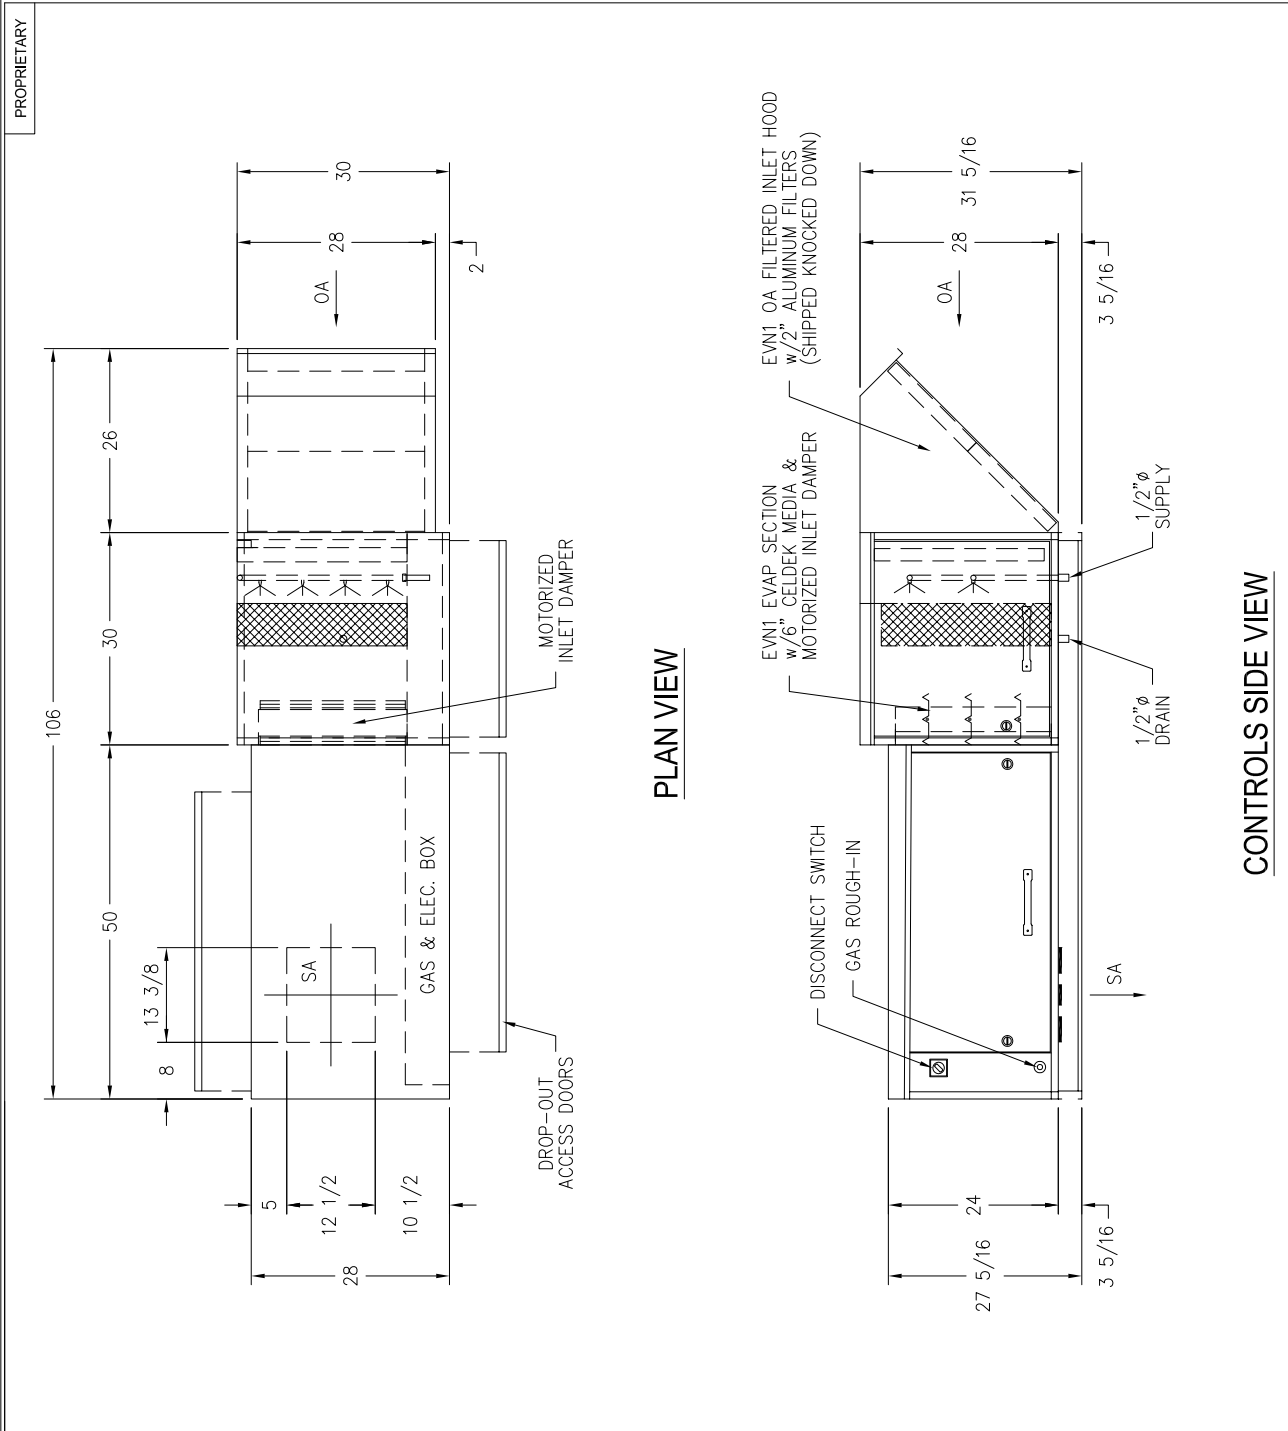 PROPRIETARY
106
50
30
26
13 3/8
8
SA
GAS & ELEC. BOX
5
12 1/2
10 1/2
28
DROP-OUT
ACCESS DOORS
MOTORIZED
INLET DAMPER
OA
30
28
2
PLAN VIEW
DISCONNECT SWITCH
GAS ROUGH-IN
EVN1 EVAP SECTION
w/6" CELDEK MEDIA &
MOTORIZED INLET DAMPER
EVN1 OA FILTERED INLET HOOD
w/2" ALUMINUM FILTERS
(SHIPPED KNOCKED DOWN)
24
27 5/16
3 5/16
SA
1/2"ø
DRAIN
1/2"ø
SUPPLY
OA
28
31 5/16
3 5/16
CONTROLS SIDE VIEW